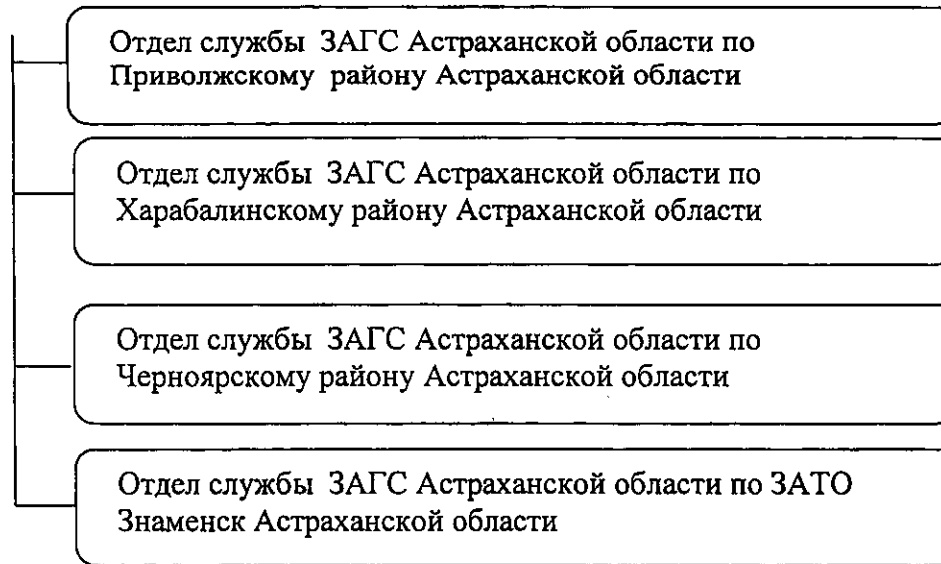 Отдел службы ЗАГС Астраханской области по
Приволжскому району Астраханской области
Отдел службы ЗАГС Астраханской области по
Харабалинскому району Астраханской области
Отдел службы ЗАГС Астраханской области по
Черноярскому району Астраханской области
Отдел службы ЗАГС Астраханской области по ЗАТО
Знаменск Астраханской области